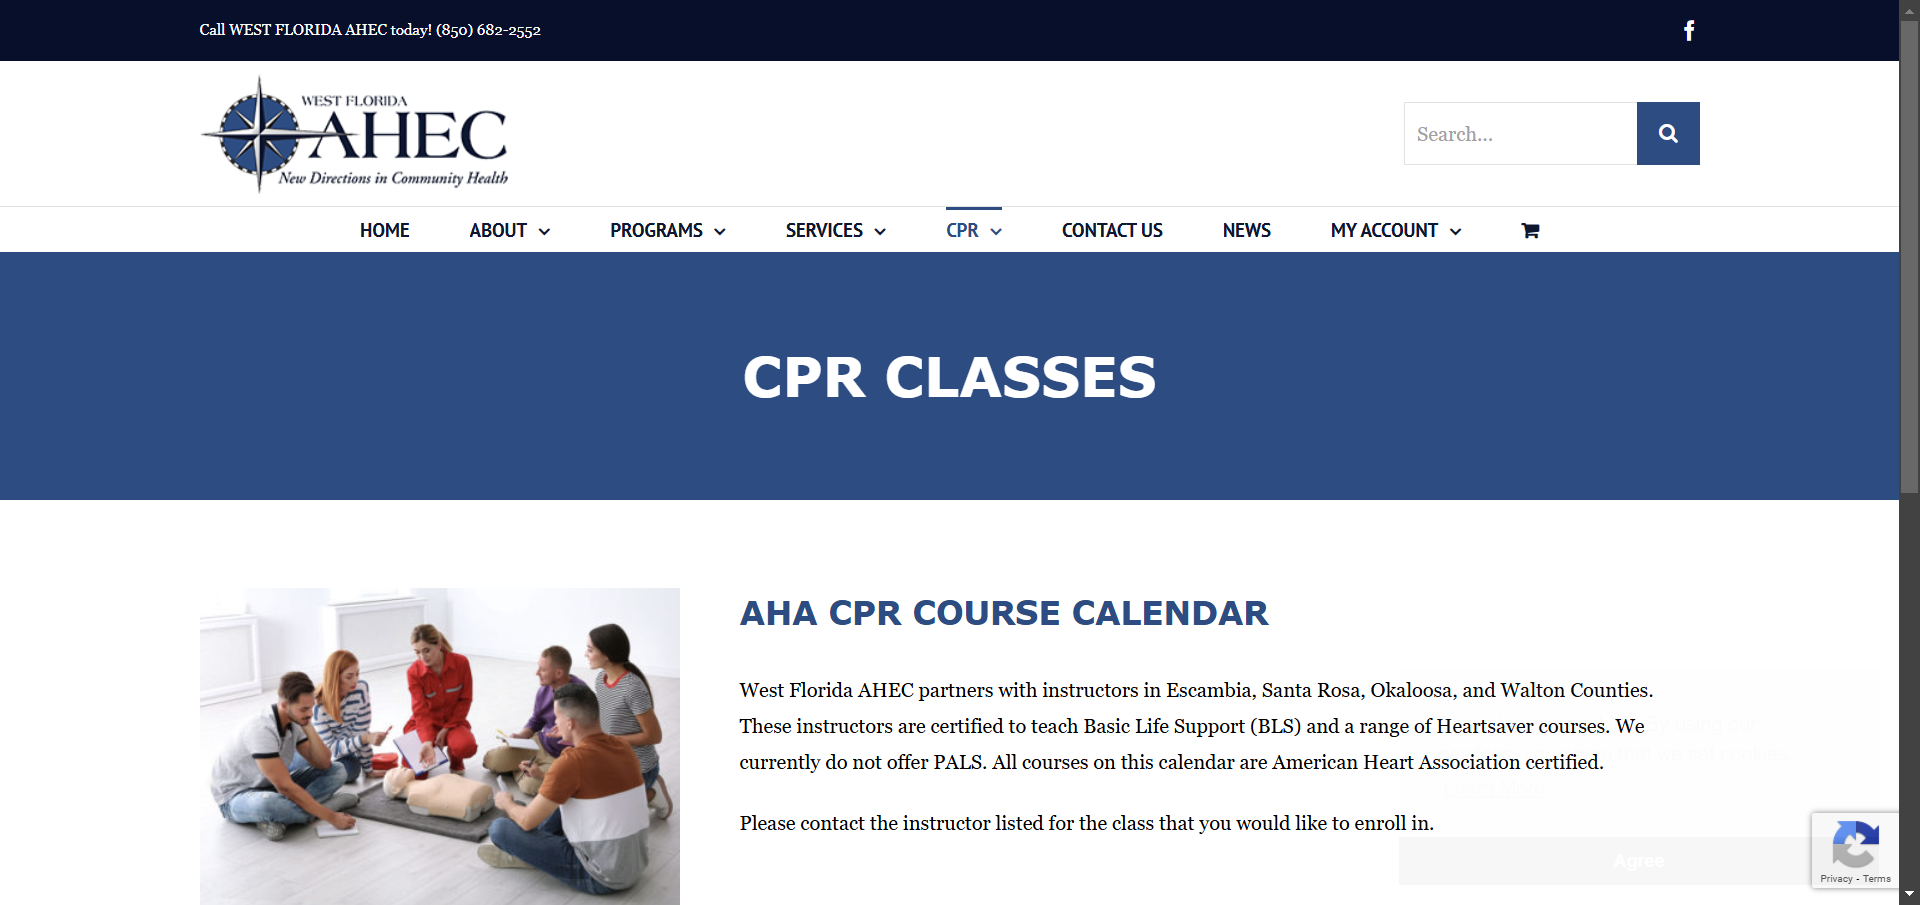 Call WEST FLORIDA AHEC today! (850) 682-2552
WEST FLORIDA
AHEC
New Directions in Community Health
Search...
HOME ABOUT PROGRAMS SERVICES CPR CONTACT US NEWS MY ACCOUNT
CPR CLASSES
AHA CPR COURSE CALENDAR
West Florida AHEC partners with instructors in Escambia, Santa Rosa, Okaloosa, and Walton Counties.
These instructors are certified to teach Basic Life Support (BLS) and a range of Heartsaver courses. We
currently do not offer PALS. All courses on this calendar are American Heart Association certified.
Please contact the instructor listed for the class that you would like to enroll in.
Agree
Privacy - Terms